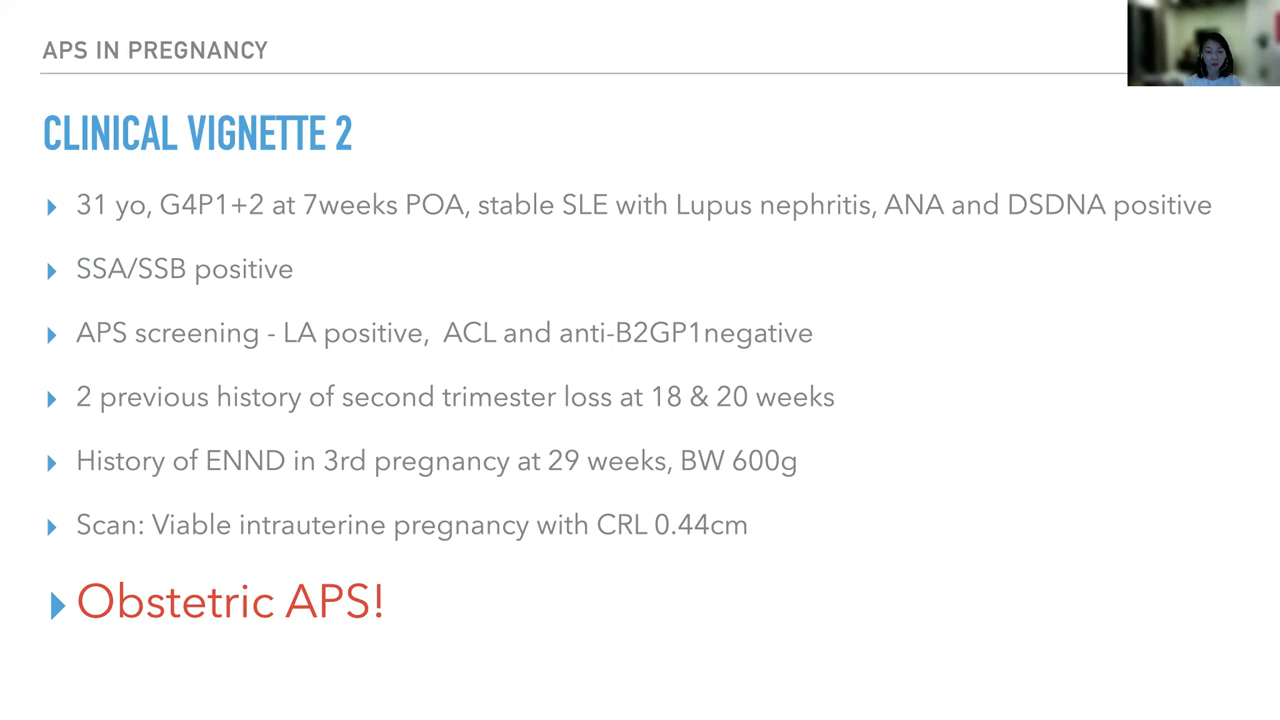 APS IN PREGNANCY
CLINICAL VIGNETTE 2
31 yo, G4P1+2 at 7weeks POA, stable SLE with Lupus nephritis, ANA and DSDNA positive
SSA/SSB positive
APS screening - LA positive, ACL and anti-B2GP1negative
2 previous history of second trimester loss at 18 & 20 weeks
History of ENND in 3rd pregnancy at 29 weeks, BW 600g
Scan: Viable intrauterine pregnancy with CRL 0.44cm
Obstetric APS!